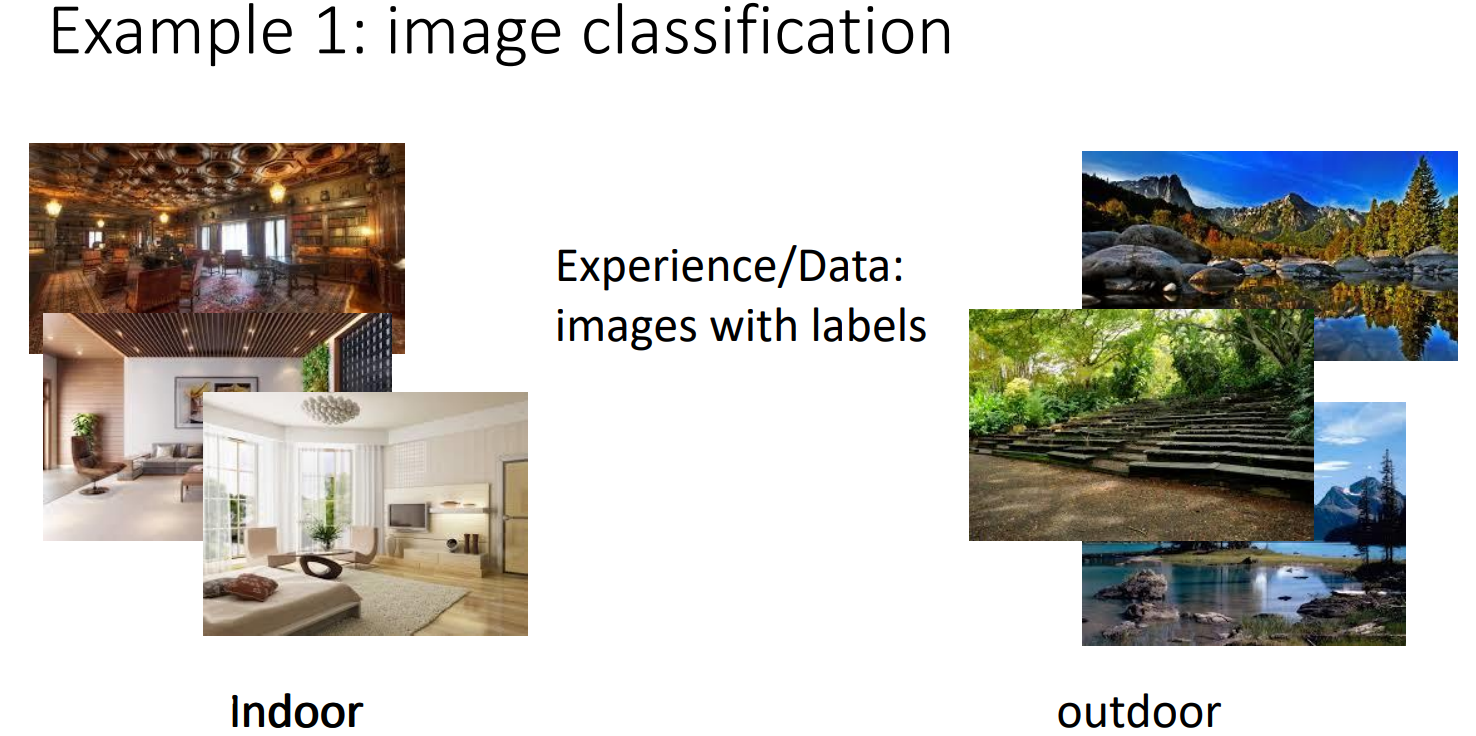 Example 1: image classification
Experience/Data:
images with labels
Indoor
outdoor